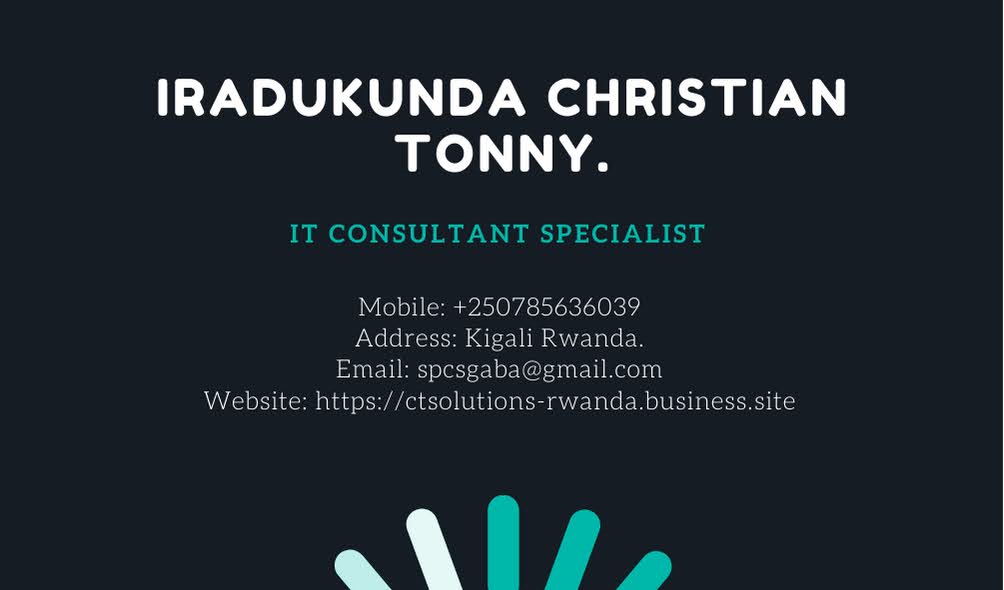 IRADUKUNDA CHRISTIAN
TONNY.
IT CONSULTANT SPECIALIST
Mobile: +250785636039
Address: Kigali Rwanda.
Email: spcsgaba@gmail.com
Website: https://ctsolutions-rwanda.business.site